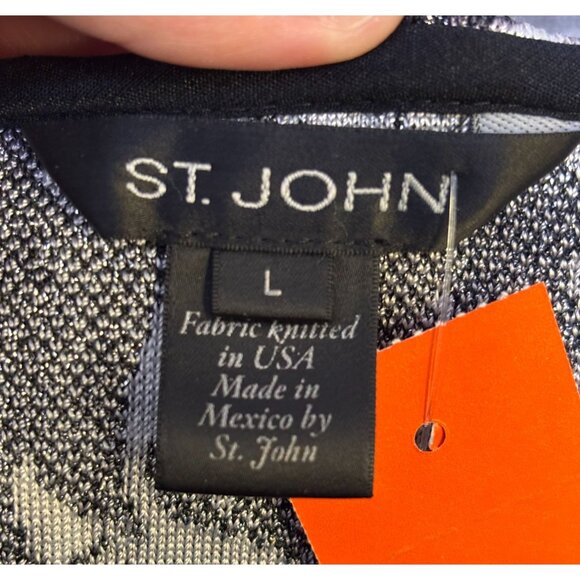 ST. JOHN
L
Fabric knitted
in USA
Made in
Mexico by
St. John